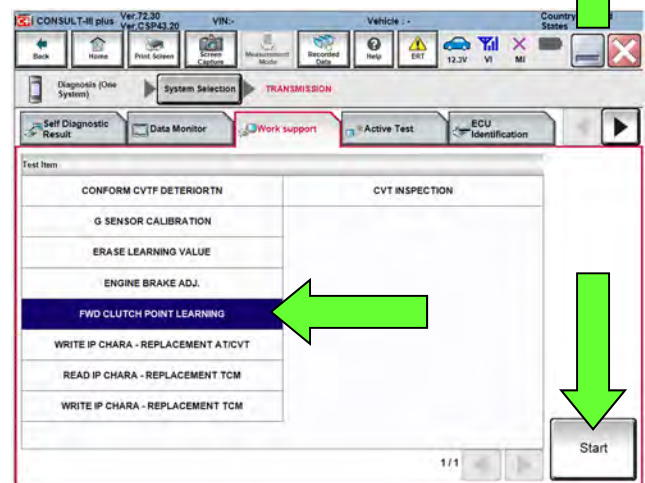 CONSULT-III plus Ver.72.30 VIN:- Vehicle : - Country
Ver.CSP43.20 States
Back Home Print Screen Screen Capture Measurement Mode Recorded Data Help ERT 12.3V VI MI
Diagnosis (One System) System Selection TRANSMISSION
Self Diagnostic Result Data Monitor Work support Active Test ECU Identification
Test Item
CONFORM CVTF DETERIORTN CVT INSPECTION
G SENSOR CALIBRATION
ERASE LEARNING VALUE
ENGINE BRAKE ADJ.
FWD CLUTCH POINT LEARNING
WRITE IP CHARA - REPLACEMENT AT/CVT
READ IP CHARA - REPLACEMENT TCM
WRITE IP CHARA - REPLACEMENT TCM
1/1
Start